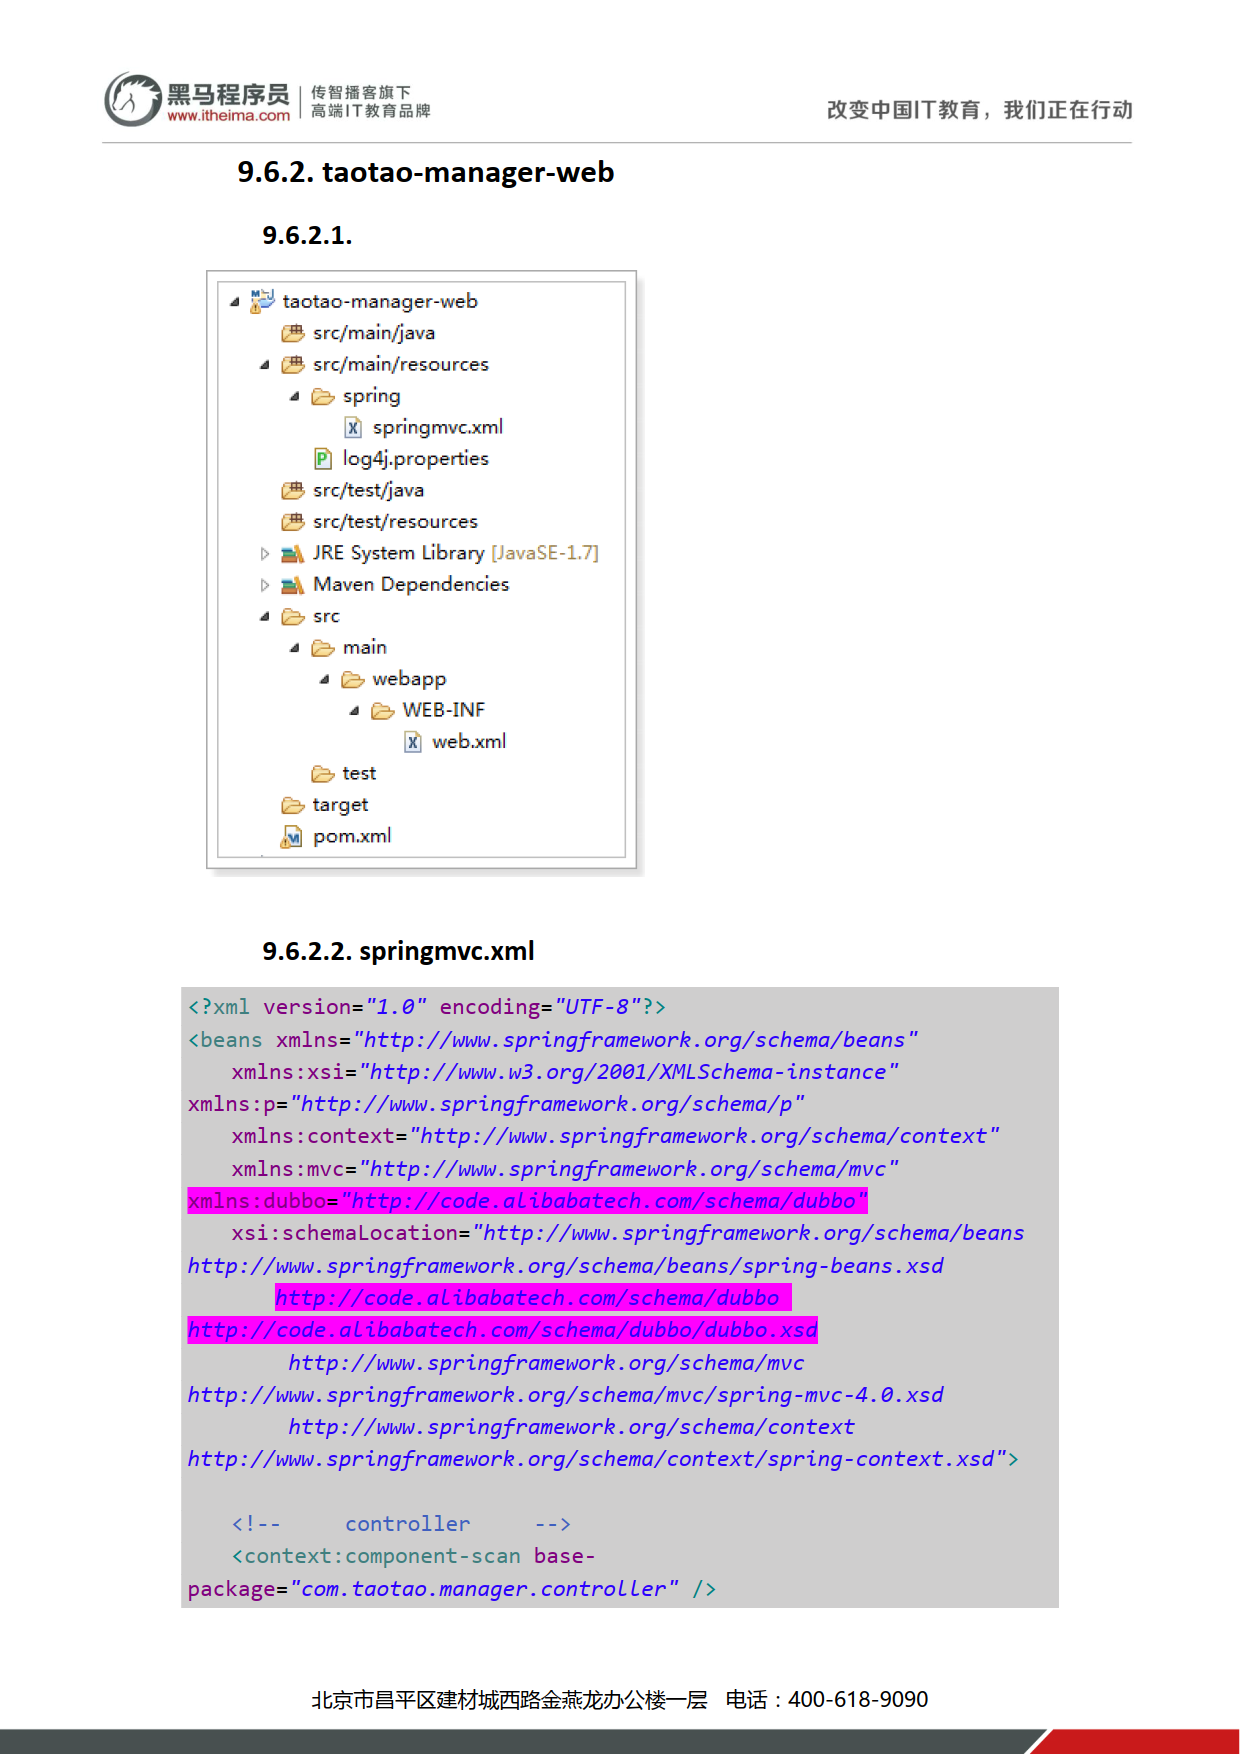 黑马程序员
www.itheima.com
传智播客旗下
高端IT教育品牌
改变中国IT教育，我们正在行动
9.6.2. taotao-manager-web
9.6.2.1.
taotao-manager-web
src/main/java
src/main/resources
spring
springmvc.xml
log4j.properties
src/test/java
src/test/resources
JRE System Library [JavaSE-1.7]
Maven Dependencies
src
main
webapp
WEB-INF
web.xml
test
target
pom.xml
9.6.2.2. springmvc.xml
<?xml version="1.0" encoding="UTF-8"?>
<beans xmlns="http://www.springframework.org/schema/beans"
xmlns:xsi="http://www.w3.org/2001/XMLSchema-instance"
xmlns:p="http://www.springframework.org/schema/p"
xmlns:context="http://www.springframework.org/schema/context"
xmlns:mvc="http://www.springframework.org/schema/mvc"
xmlns:dubbo="http://code.alibabatech.com/schema/dubbo"
xsi:schemaLocation="http://www.springframework.org/schema/beans
http://www.springframework.org/schema/beans/spring-beans.xsd
http://code.alibabatech.com/schema/dubbo
http://code.alibabatech.com/schema/dubbo/dubbo.xsd
http://www.springframework.org/schema/mvc
http://www.springframework.org/schema/mvc/spring-mvc-4.0.xsd
http://www.springframework.org/schema/context
http://www.springframework.org/schema/context/spring-context.xsd">
<!-- controller -->
<context:component-scan base-
package="com.taotao.manager.controller" />
北京市昌平区建材城西路金燕龙办公楼一层 电话：400-618-9090